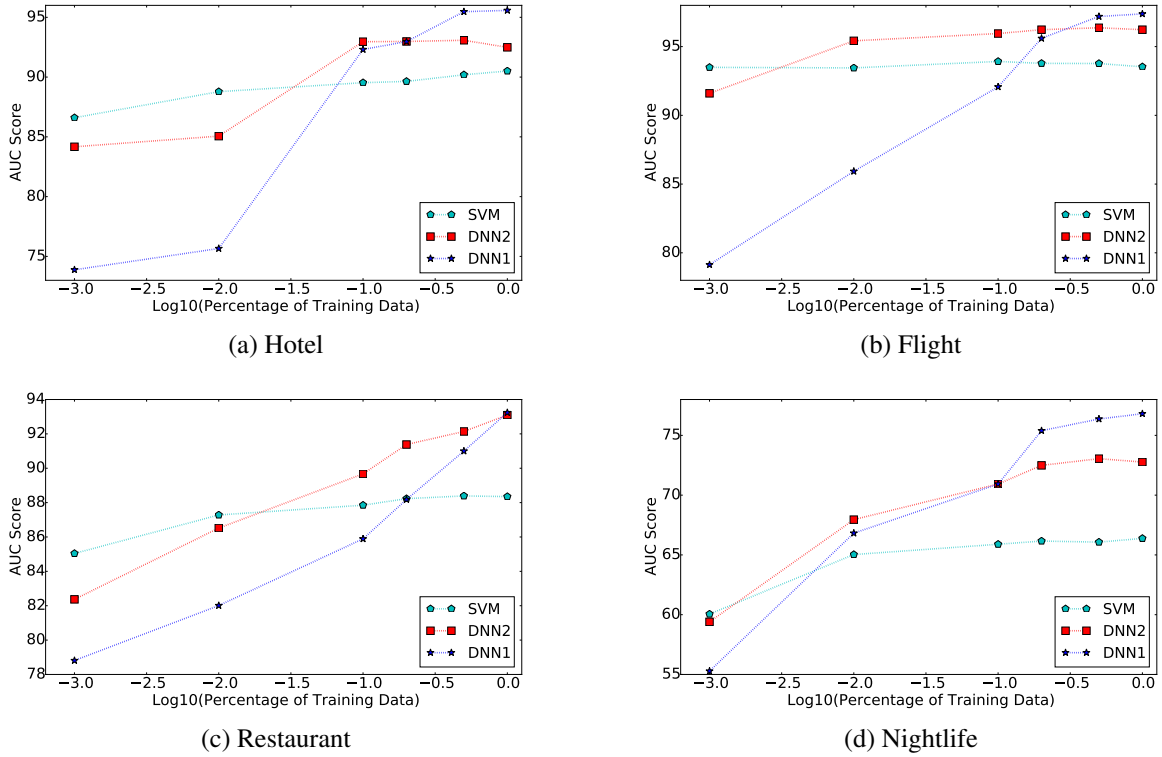 95
90
85
80
75
AUC Score
−3.0 −2.5 −2.0 −1.5 −1.0 −0.5 0.0
Log10(Percentage of Training Data)
SVM
DNN2
DNN1
(a) Hotel
95
90
85
80
AUC Score
−3.0 −2.5 −2.0 −1.5 −1.0 −0.5 0.0
Log10(Percentage of Training Data)
SVM
DNN2
DNN1
(b) Flight
94
92
90
88
86
84
82
80
78
AUC Score
−3.0 −2.5 −2.0 −1.5 −1.0 −0.5 0.0
Log10(Percentage of Training Data)
SVM
DNN2
DNN1
(c) Restaurant
75
70
65
60
55
AUC Score
−3.0 −2.5 −2.0 −1.5 −1.0 −0.5 0.0
Log10(Percentage of Training Data)
SVM
DNN2
DNN1
(d) Nightlife